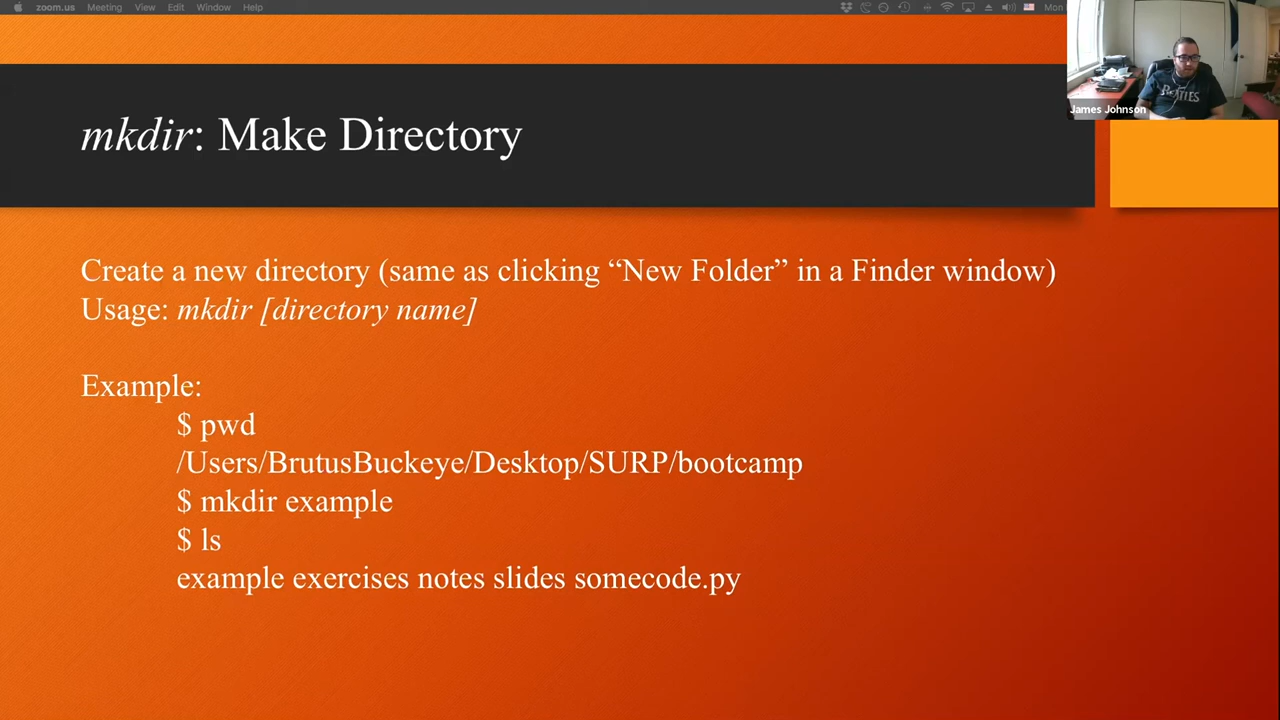 zoom.us Meeting View Edit Window Help Mon
James Johnson
BEATLES
mkdir: Make Directory
Create a new directory (same as clicking “New Folder” in a Finder window)
Usage: mkdir [directory name]
Example:
$ pwd
/Users/BrutusBuckeye/Desktop/SURP/bootcamp
$ mkdir example
$ ls
example exercises notes slides somecode.py